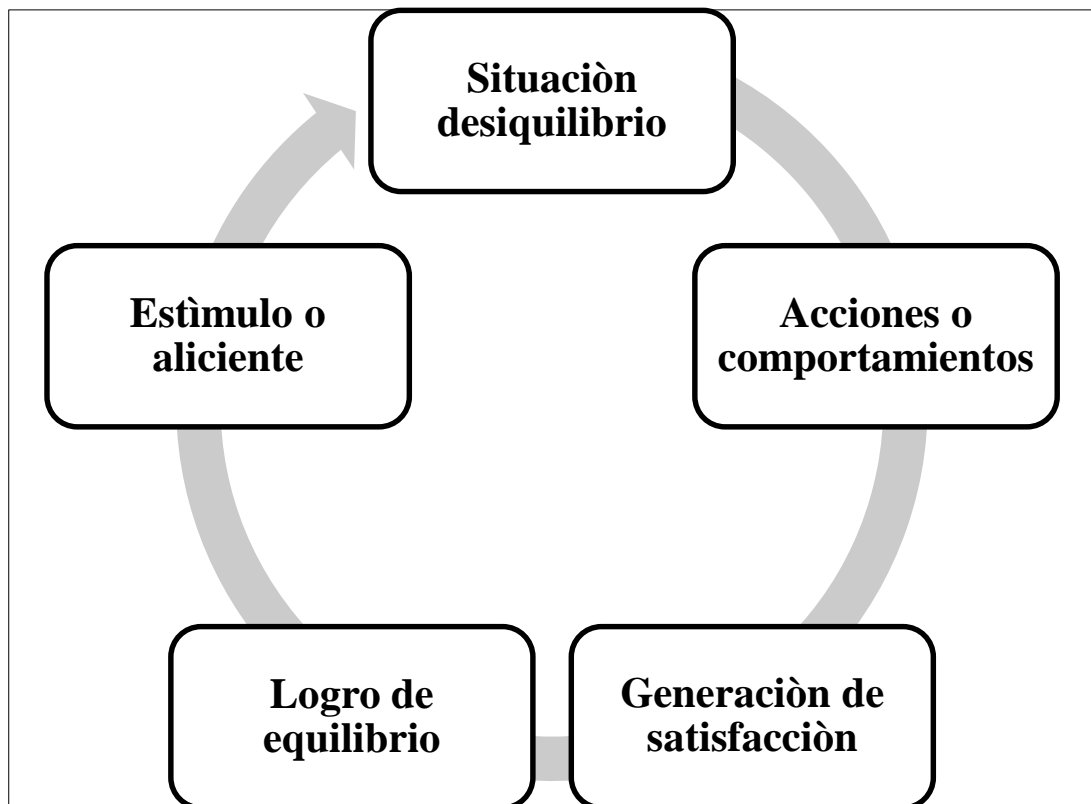 Situaciòn
desiquilibrio
Acciones o
comportamientos
Generaciòn de
satisfacciòn
Logro de
equilibrio
Estìmulo o
aliciente